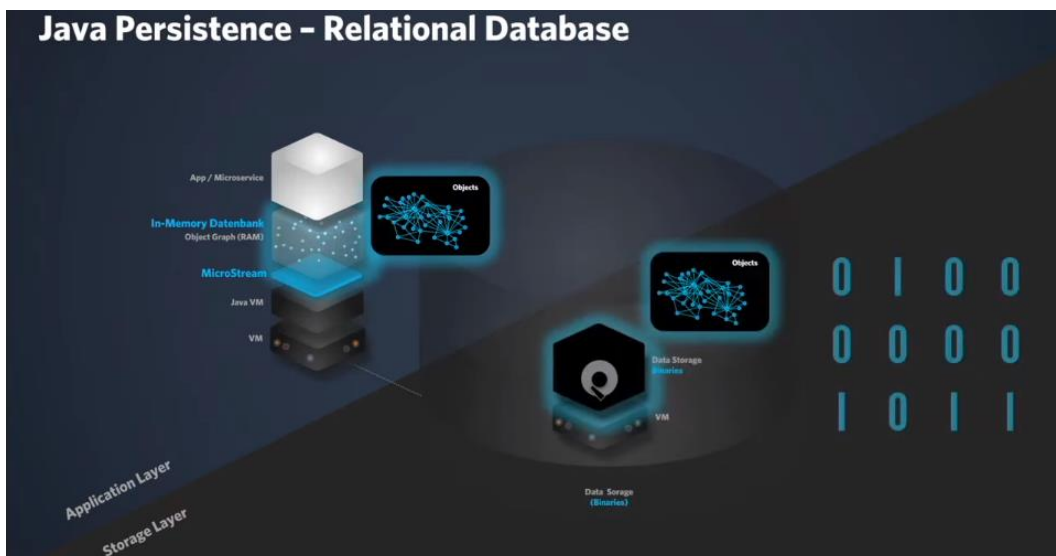 Java Persistence – Relational Database
App / Microservice
Objects
In-Memory Datenbank
Object Graph (RAM)
MicroStream
Java VM
VM
Objects
Data Storage
Binaries
VM
Data Sorage
(Binaries)
0 1 0 0
0 0 0 0
1 0 1 1
Application Layer
Storage Layer